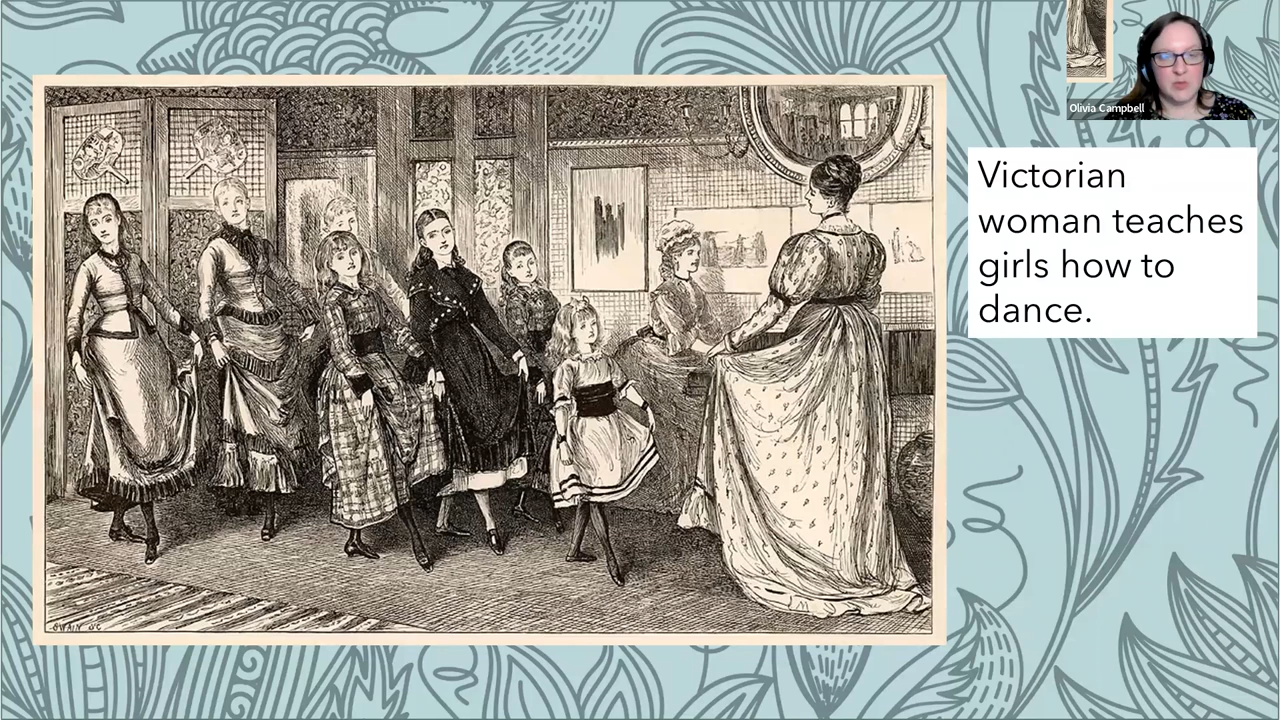 Olivia Campbell
Victorian
woman teaches
girls how to
dance.
SWAIN SC